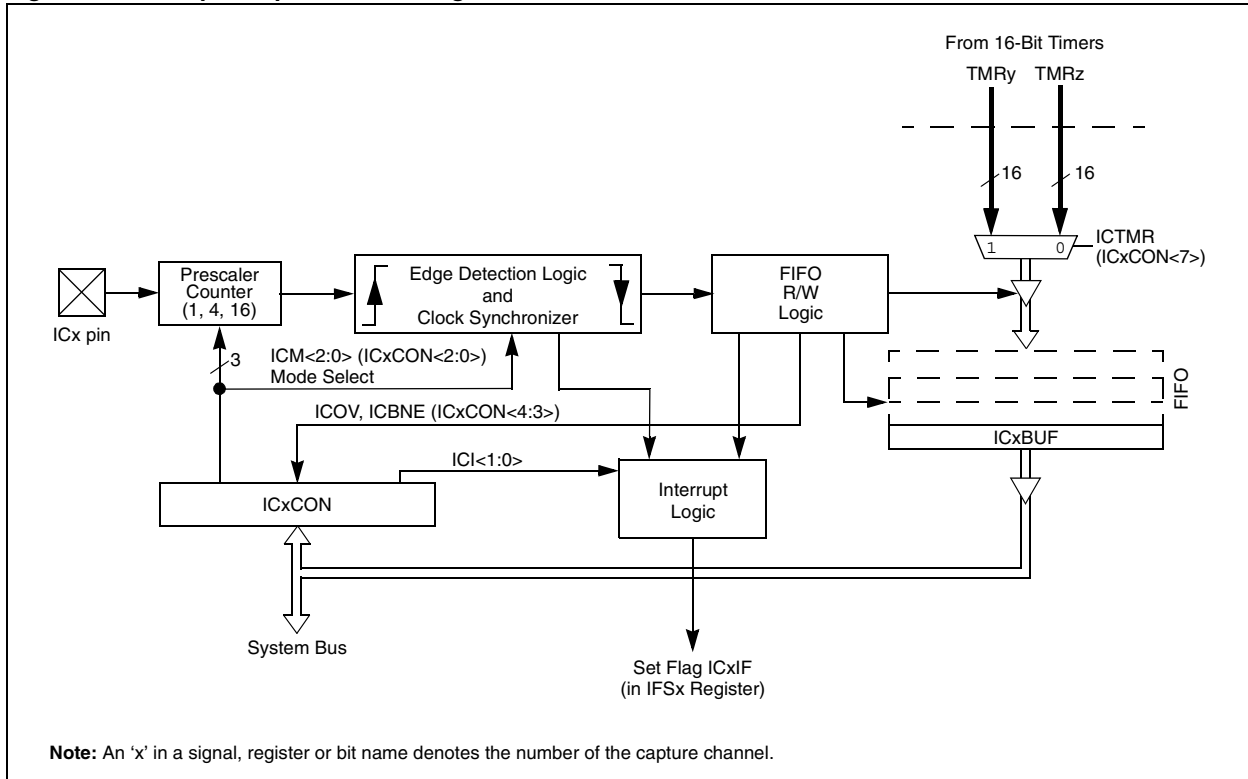 From 16-Bit Timers
TMRy TMRz
16 16
1 0
ICTMR
(ICxCON<7>)
Prescaler
Counter
(1, 4, 16)
Edge Detection Logic
and
Clock Synchronizer
FIFO
R/W
Logic
ICx pin
3
ICM<2:0> (ICxCON<2:0>)
Mode Select
FIFO
ICOV, ICBNE (ICxCON<4:3>)
ICxBUF
ICI<1:0>
ICxCON
Interrupt
Logic
System Bus
Set Flag ICxIF
(in IFSx Register)
Note: An ‘x’ in a signal, register or bit name denotes the number of the capture channel.